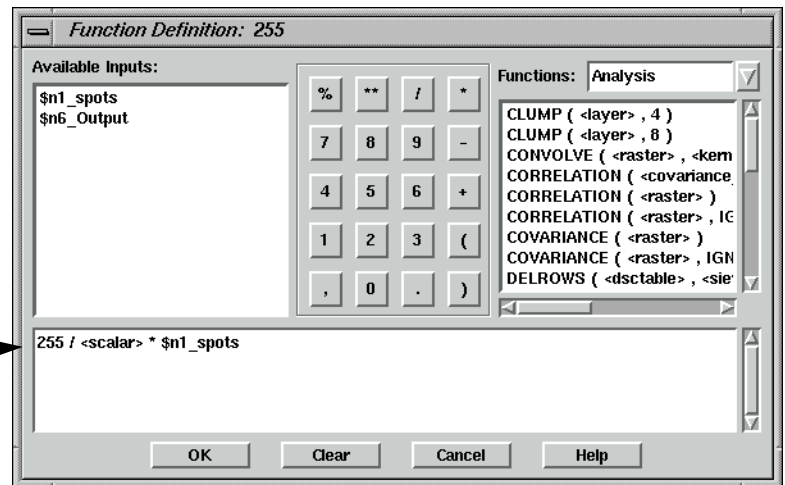 Function Definition: 255
Available Inputs:
$n1_spots
$n6_Output
% ** / *
7 8 9 -
4 5 6 +
1 2 3 (
, 0 . )
Functions: Analysis
CLUMP ( <layer> , 4 )
CLUMP ( <layer> , 8 )
CONVOLVE ( <raster> , <kern
CORRELATION ( <covariance_
CORRELATION ( <raster> )
CORRELATION ( <raster> , IG
COVARIANCE ( <raster> )
COVARIANCE ( <raster> , IGN
DELROWS ( <dsctable> , <sie
255 / <scalar> * $n1_spots
OK Clear Cancel Help